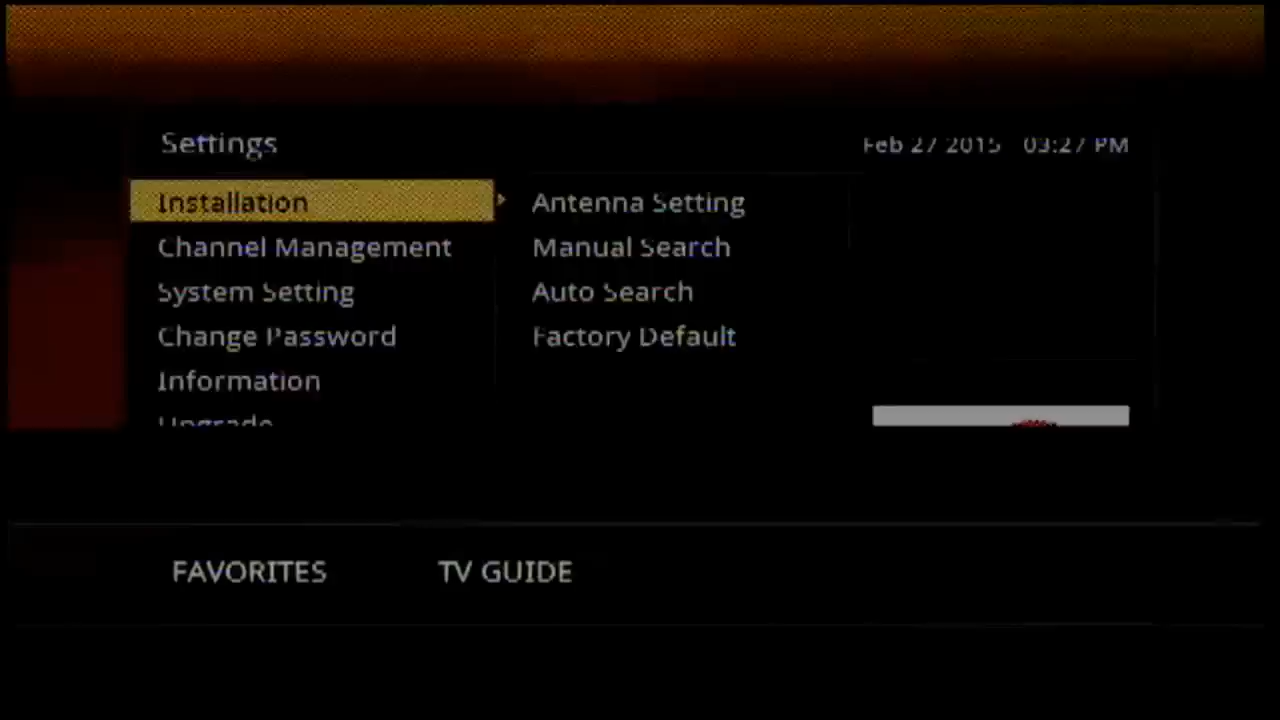 Settings
Feb 27 2015 03:27 PM
Installation
Antenna Setting
Channel Management
Manual Search
System Setting
Auto Search
Change Password
Factory Default
Information
Upgrade
FAVORITES
TV GUIDE